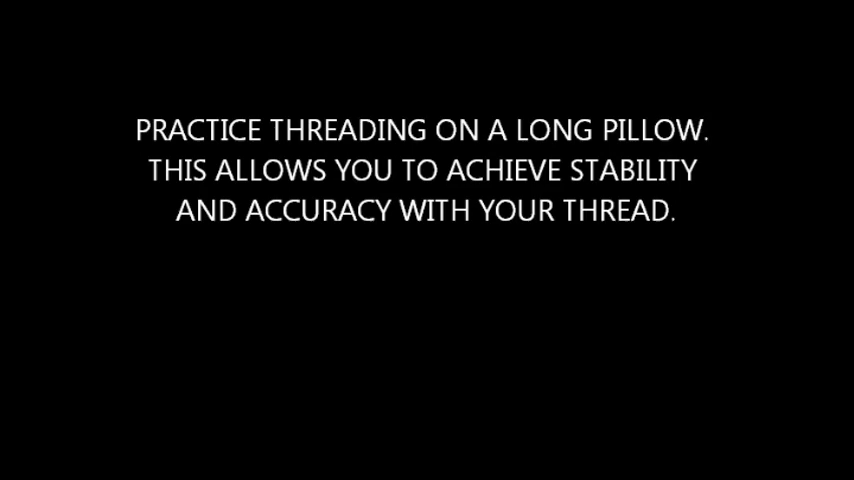 PRACTICE THREADING ON A LONG PILLOW.
THIS ALLOWS YOU TO ACHIEVE STABILITY
AND ACCURACY WITH YOUR THREAD.